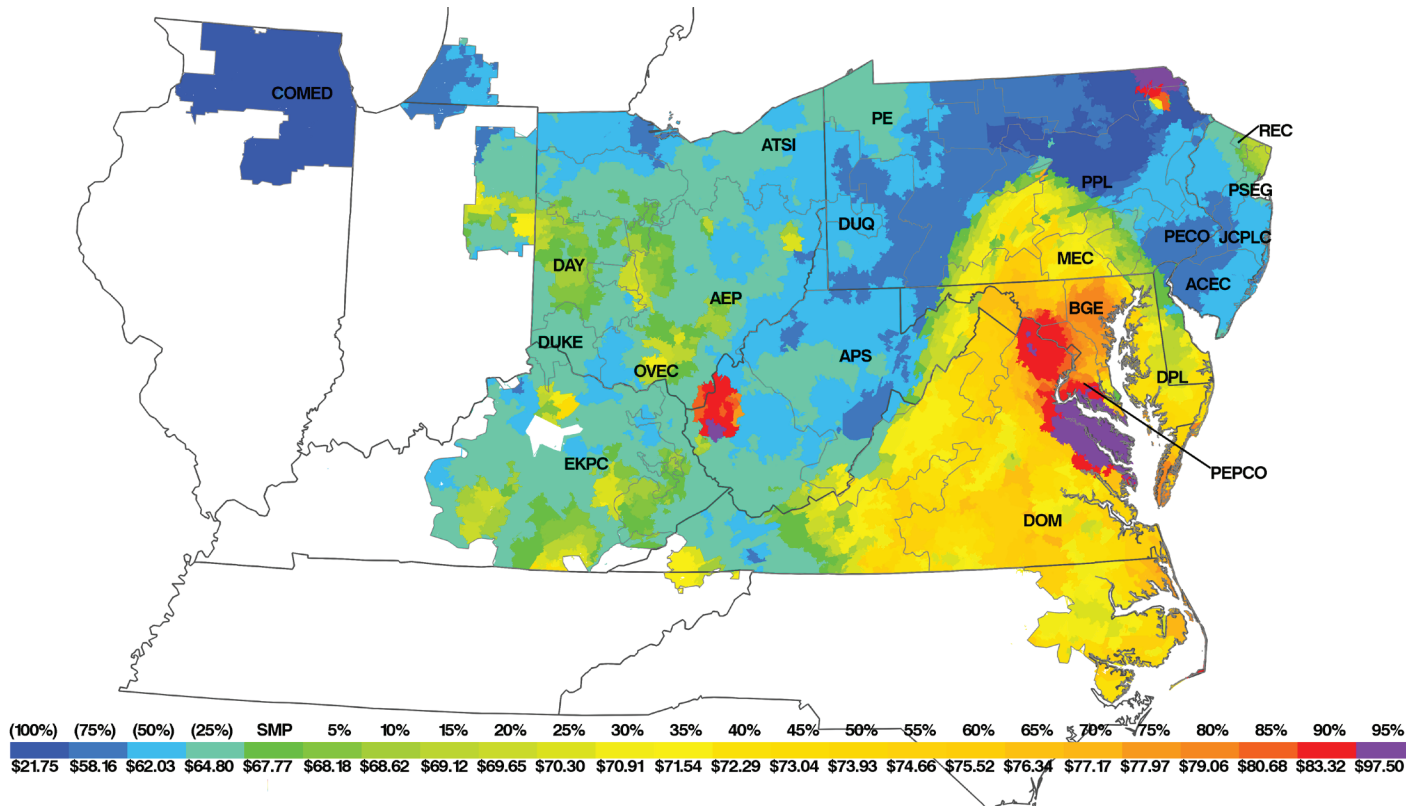 COMED
PE
REC
ATSI
PPL
PSEG
DUQ
PECO
JCPLC
MEC
DAY
ACEC
AEP
BGE
DUKE
APS
OVEC
DPL
EKPC
PEPCO
DOM
(100%) (75%) (50%) (25%) SMP 5% 10% 15% 20% 25% 30% 35% 40% 45% 50% 60% 65% 70% 75% 80% 85% 90% 95%
$21.75 $58.16 $62.03 $64.80 $67.77 $68.18 $68.62 $69.12 $69.65 $70.30 $70.91 $71.54 $72.29 $73.04 $73.93 $74.66 $75.52 $76.34 $77.17 $77.97 $79.06 $80.68 $83.32 $97.50